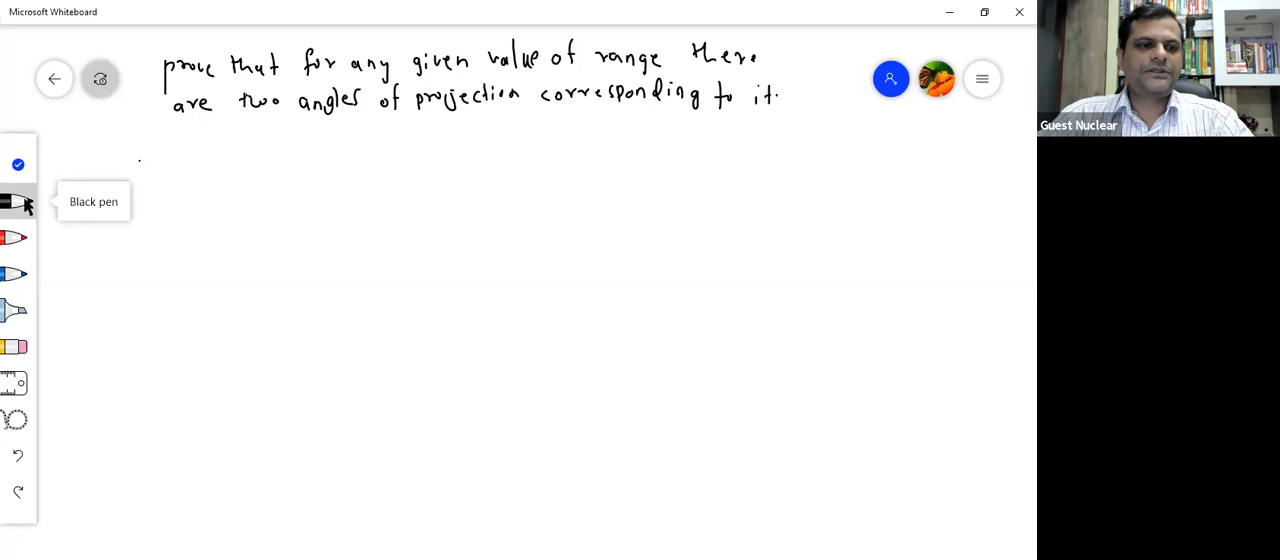 Microsoft Whiteboard
prove that for any given value of range there
are two angles of projection corresponding to it.
Guest Nuclear
Black pen